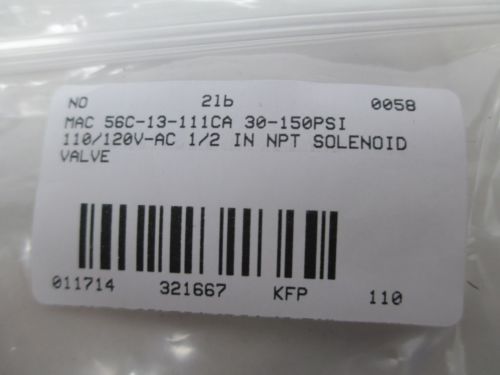 NO 2lb 0058
MAC 56C-13-111CA 30-150PSI
110/120V-AC 1/2 IN NPT SOLENOID
VALVE
011714 321667 KFP 110